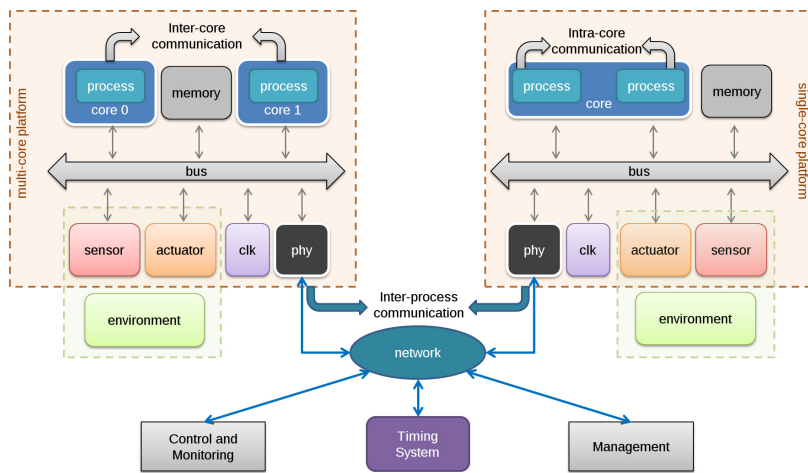 Inter-core
communication
process
core 0
memory
process
core 1
multi-core platform
bus
sensor
actuator
clk
phy
environment
Intra-core
communication
process
process
core
memory
single-core platform
bus
phy
clk
actuator
sensor
environment
Inter-process
communication
network
Control and
Monitoring
Timing
System
Management